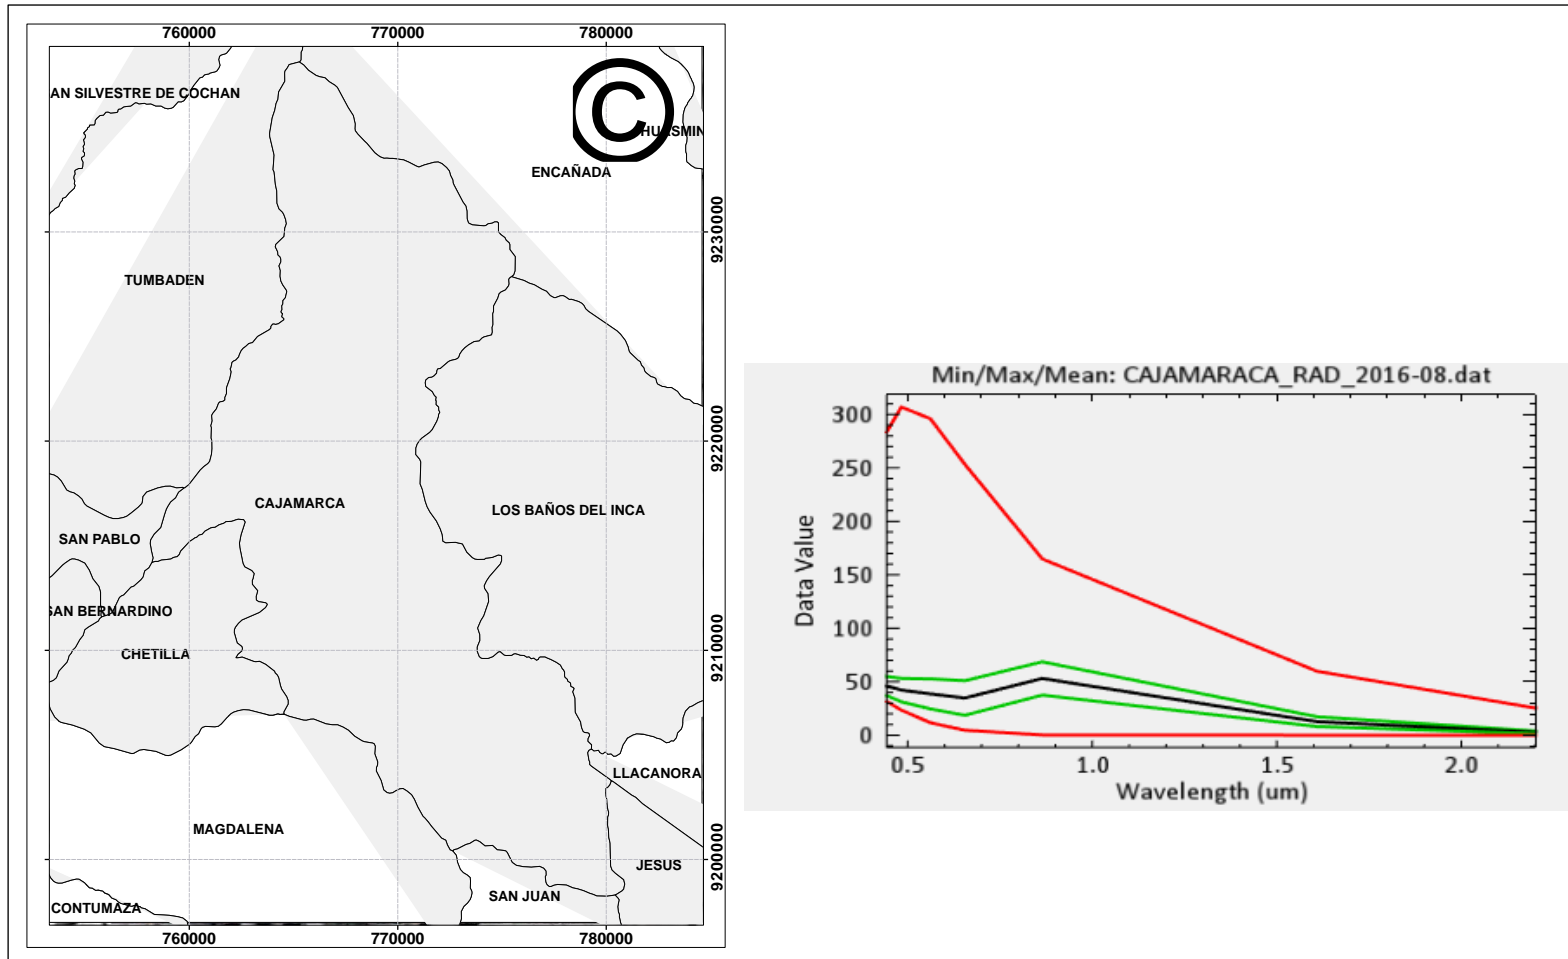 760000 770000 780000
AN SILVESTRE DE COCHAN
©
HUASMIN
ENCAÑADA
9230000
TUMBADEN
9220000
CAJAMARCA
LOS BAÑOS DEL INCA
SAN PABLO
SAN BERNARDINO
9210000
CHETILLA
LLACANORA
MAGDALENA
9200000
JESUS
SAN JUAN
CONTUMAZA
760000 770000 780000
Min/Max/Mean: CAJAMARACA_RAD_2016-08.dat
300
250
200
150
100
50
0
Data Value
0.5 1.0 1.5 2.0
Wavelength (um)